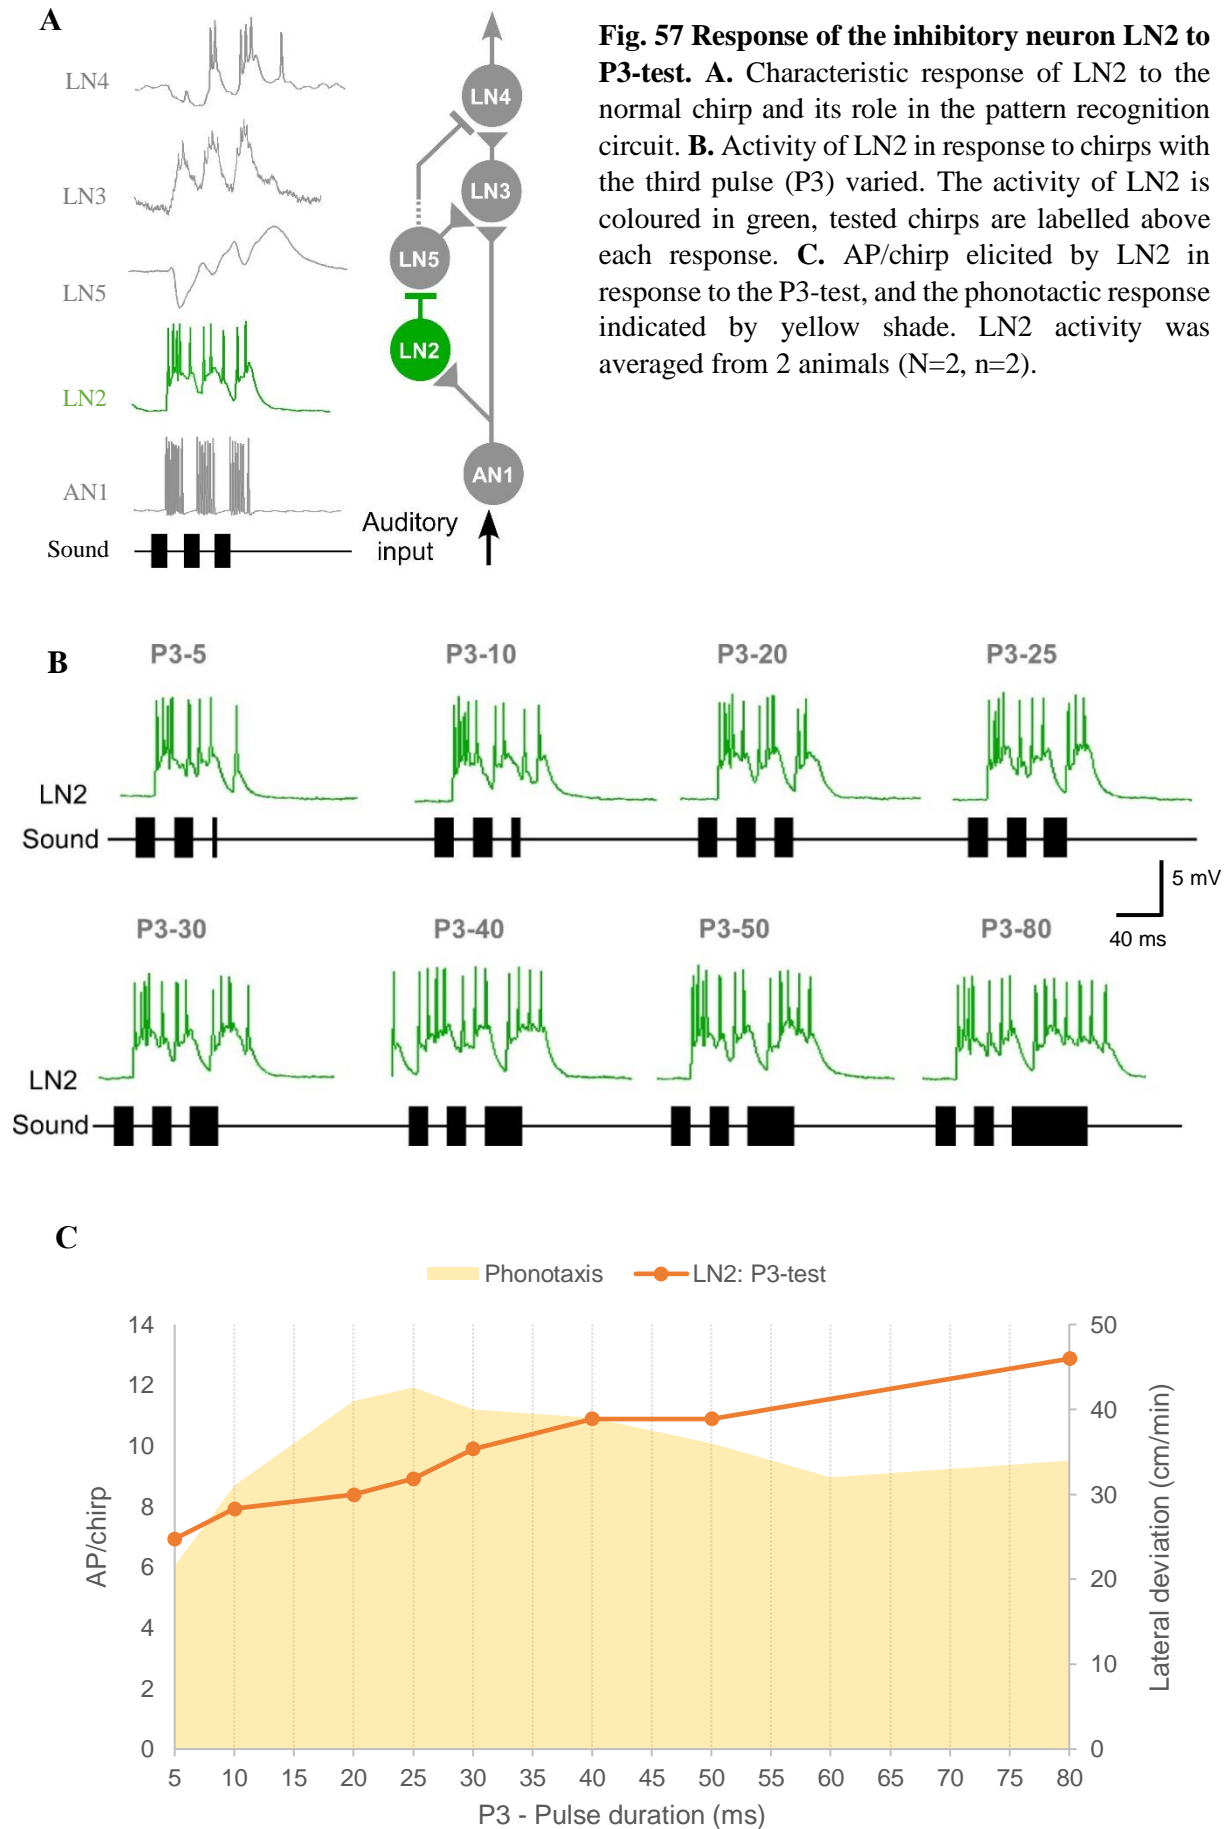 A
LN4
LN3
LN5
LN2
AN1
Sound
LN4
LN3
LN5
LN2
AN1
Auditory
input
Fig. 57 Response of the inhibitory neuron LN2 to
P3-test. A. Characteristic response of LN2 to the
normal chirp and its role in the pattern recognition
circuit. B. Activity of LN2 in response to chirps with
the third pulse (P3) varied. The activity of LN2 is
coloured in green, tested chirps are labelled above
each response. C. AP/chirp elicited by LN2 in
response to the P3-test, and the phonotactic response
indicated by yellow shade. LN2 activity was
averaged from 2 animals (N=2, n=2).
B
P3-5 P3-10 P3-20 P3-25
LN2
Sound
5 mV
40 ms
P3-30 P3-40 P3-50 P3-80
LN2
Sound
C
Phonotaxis LN2: P3-test
14
12
10
8
6
4
2
0
AP/chirp
50
40
30
20
10
0
Lateral deviation (cm/min)
5 10 15 20 25 30 35 40 45 50 55 60 65 70 75 80
P3 - Pulse duration (ms)